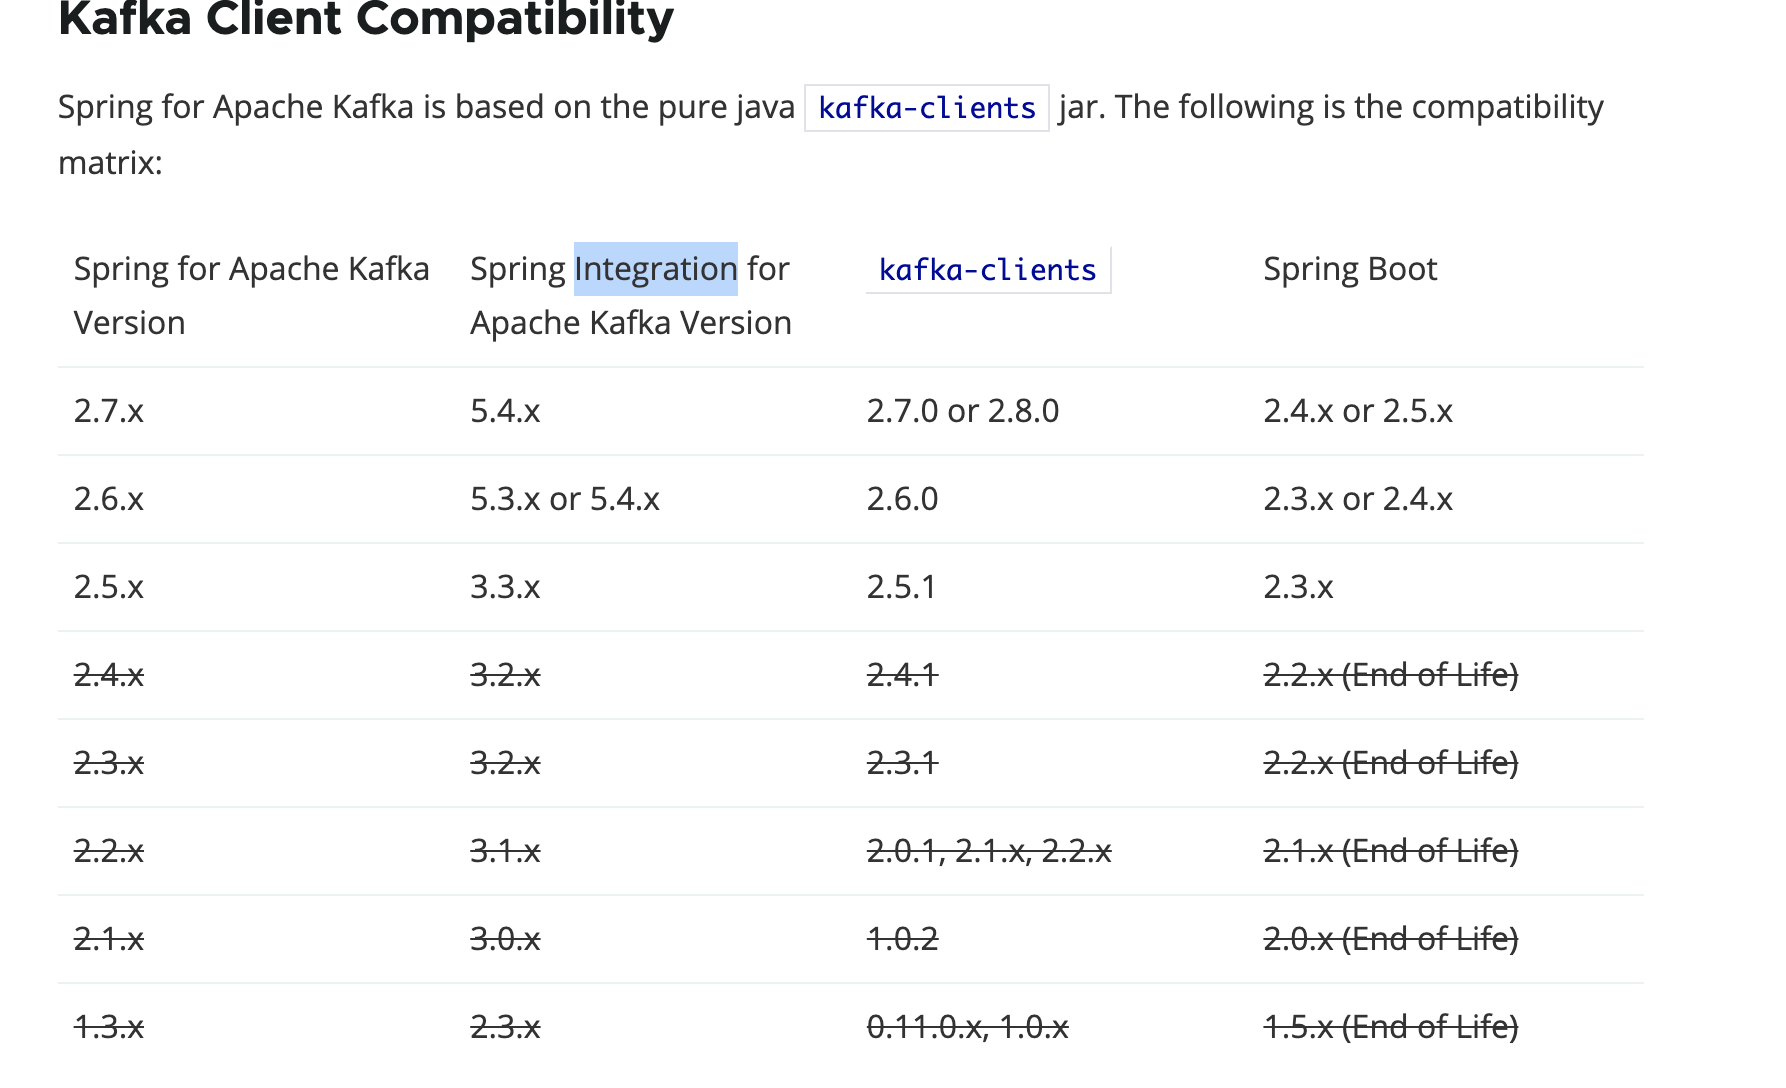 Kafka Client Compatibility
Spring for Apache Kafka is based on the pure java kafka-clients jar. The following is the compatibility
matrix:
Spring for Apache Kafka Version Spring Integration for Apache Kafka Version kafka-clients Spring Boot
2.7.x 5.4.x 2.7.0 or 2.8.0 2.4.x or 2.5.x
2.6.x 5.3.x or 5.4.x 2.6.0 2.3.x or 2.4.x
2.5.x 3.3.x 2.5.1 2.3.x
2.4.x 3.2.x 2.4.1 2.2.x (End of Life)
2.3.x 3.2.x 2.3.1 2.2.x (End of Life)
2.2.x 3.1.x 2.0.1, 2.1.x, 2.2.x 2.1.x (End of Life)
2.1.x 3.0.x 1.0.2 2.0.x (End of Life)
1.3.x 2.3.x 0.11.0.x, 1.0.x 1.5.x (End of Life)